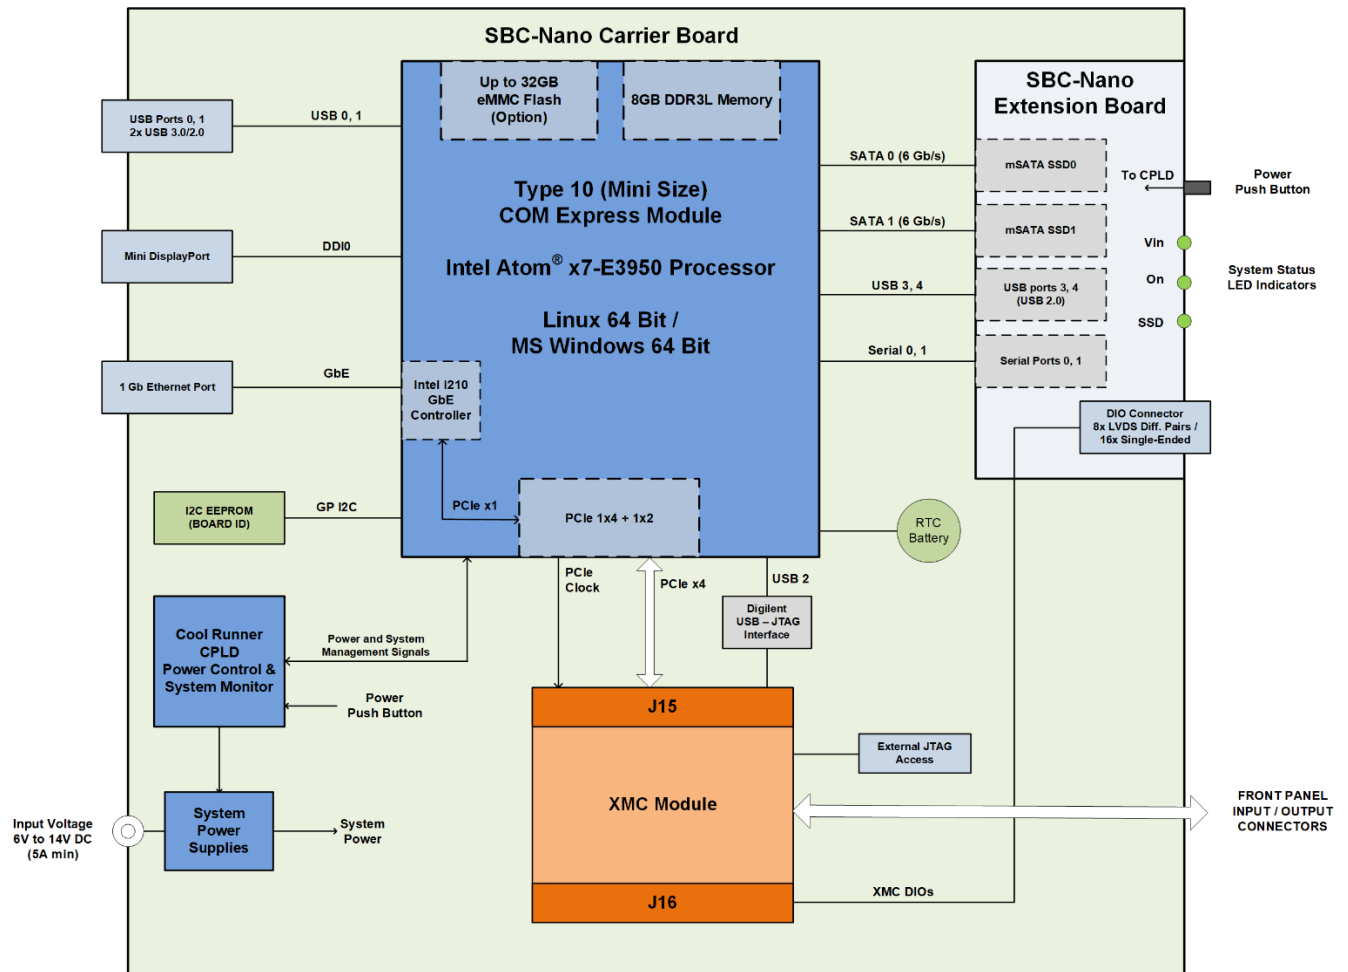 SBC-Nano Carrier Board
Up to 32GB
eMMC Flash
(Option)
8GB DDR3L Memory
SBC-Nano
Extension Board
USB Ports 0, 1
2x USB 3.0/2.0
USB 0, 1
SATA 0 (6 Gb/s)
mSATA SSD0
To CPLD
Power
Push Button
Type 10 (Mini Size)
COM Express Module
SATA 1 (6 Gb/s)
mSATA SSD1
Vin
Mini DisplayPort
DDI0
Intel Atom® x7-E3950 Processor
USB 3, 4
USB ports 3, 4
(USB 2.0)
On
System Status
LED Indicators
SSD
Linux 64 Bit /
MS Windows 64 Bit
Serial 0, 1
Serial Ports 0, 1
1 Gb Ethernet Port
GbE
Intel i210
GbE
Controller
DIO Connector
8x LVDS Diff. Pairs /
16x Single-Ended
I2C EEPROM
(BOARD ID)
GP I2C
PCIe x1
PCIe 1x4 + 1x2
RTC
Battery
PCIe
Clock
PCIe x4
USB 2
Digilent
USB – JTAG
Interface
Cool Runner
CPLD
Power Control &
System Monitor
Power and System
Management Signals
Power
Push Button
J15
External JTAG
Access
XMC Module
FRONT PANEL
INPUT / OUTPUT
CONNECTORS
Input Voltage
6V to 14V DC
(5A min)
System
Power
Supplies
System
Power
J16
XMC DIOs